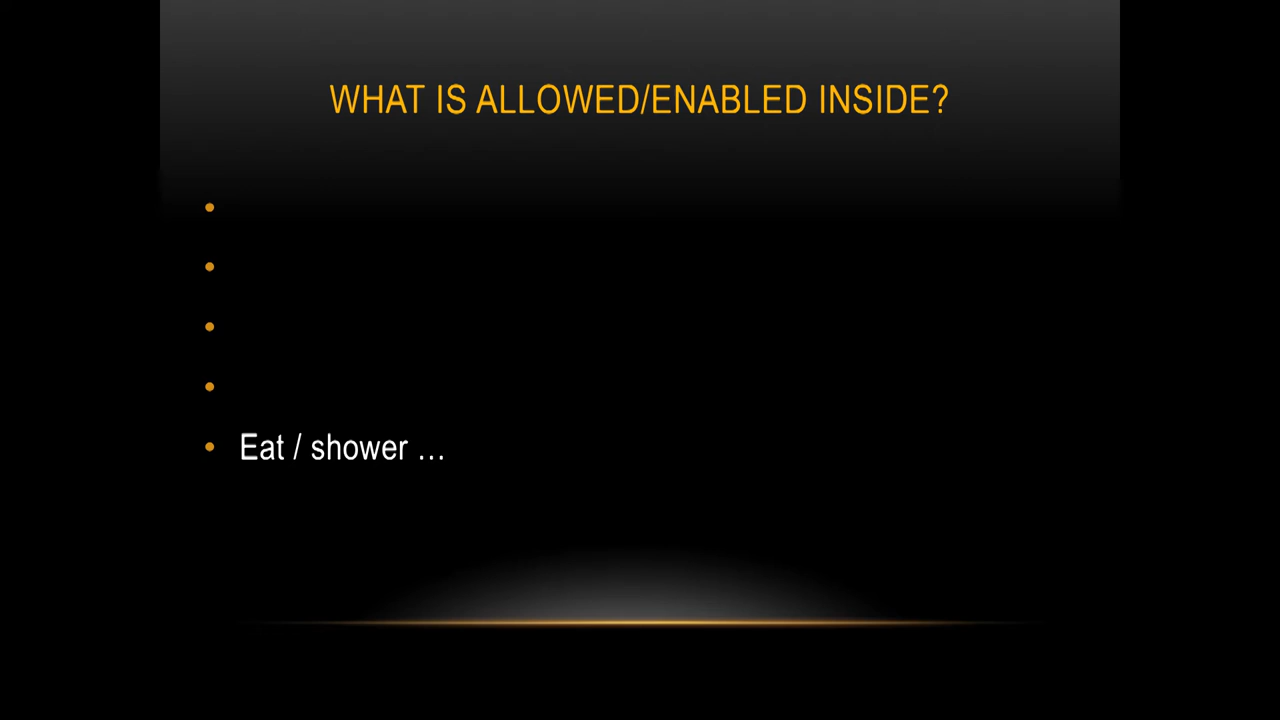 WHAT IS ALLOWED/ENABLED INSIDE?
•
•
•
•
• Eat / shower …